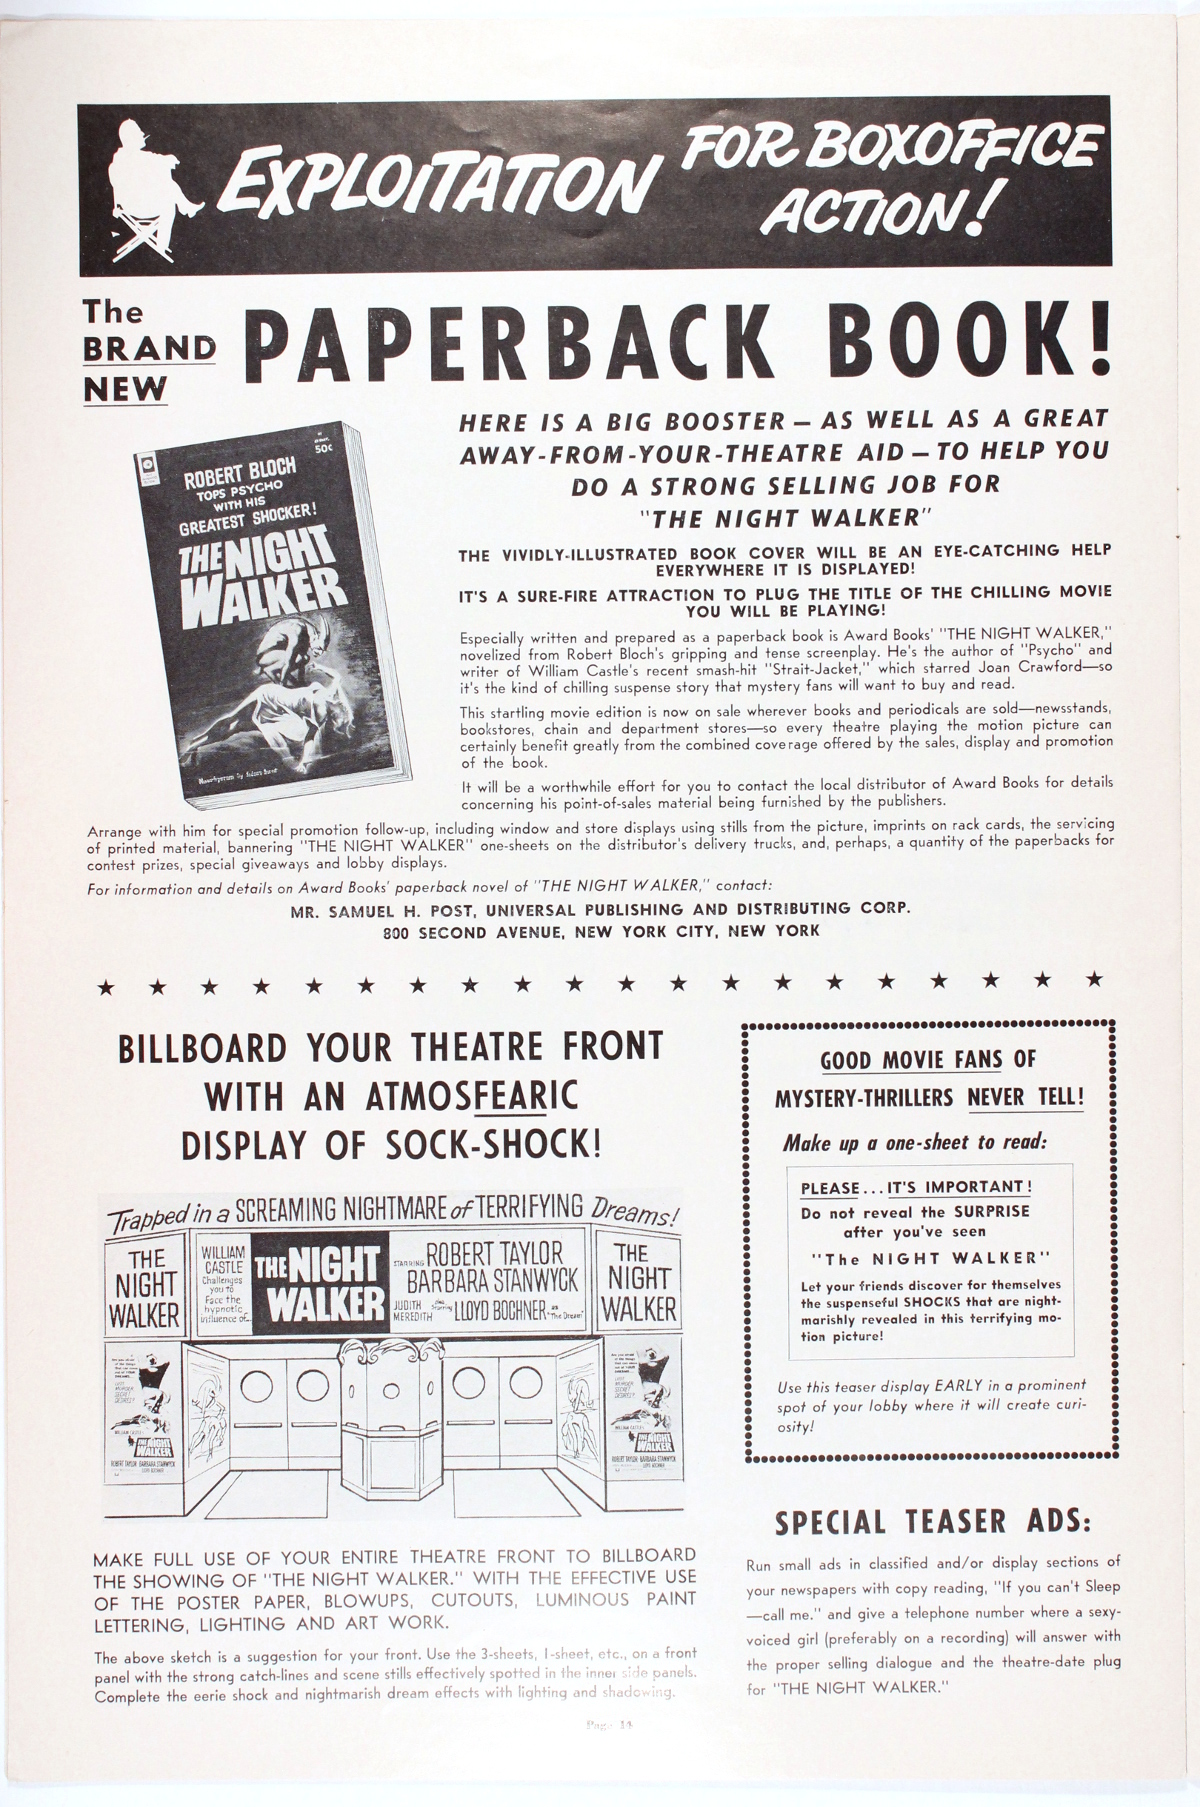 EXPLOITATION FOR BOXOFFICE
ACTION!
The
BRAND
NEW
PAPERBACK BOOK!
50¢
ROBERT BLOCH
TOPS PSYCHO
WITH HIS
GREATEST SHOCKER!
THE NIGHT
WALKER
HERE IS A BIG BOOSTER — AS WELL AS A GREAT
AWAY-FROM-YOUR-THEATRE AID — TO HELP YOU
DO A STRONG SELLING JOB FOR
"THE NIGHT WALKER"
THE VIVIDLY-ILLUSTRATED BOOK COVER WILL BE AN EYE-CATCHING HELP
EVERYWHERE IT IS DISPLAYED!
IT'S A SURE-FIRE ATTRACTION TO PLUG THE TITLE OF THE CHILLING MOVIE
YOU WILL BE PLAYING!
Especially written and prepared as a paperback book is Award Books' "THE NIGHT WALKER,"
novelized from Robert Bloch's gripping and tense screenplay. He's the author of "Psycho" and
writer of William Castle's recent smash-hit "Strait-Jacket," which starred Joan Crawford—so
it's the kind of chilling suspense story that mystery fans will want to buy and read.
This startling movie edition is now on sale wherever books and periodicals are sold—newsstands,
bookstores, chain and department stores—so every theatre playing the motion picture can
certainly benefit greatly from the combined coverage offered by the sales, display and promotion
of the book.
It will be a worthwhile effort for you to contact the local distributor of Award Books for details
concerning his point-of-sales material being furnished by the publishers.
Arrange with him for special promotion follow-up, including window and store displays using stills from the picture, imprints on rack cards, the servicing
of printed material, bannering "THE NIGHT WALKER" one-sheets on the distributor's delivery trucks, and, perhaps, a quantity of the paperbacks for
contest prizes, special giveaways and lobby displays.
For information and details on Award Books' paperback novel of "THE NIGHT WALKER," contact:
MR. SAMUEL H. POST, UNIVERSAL PUBLISHING AND DISTRIBUTING CORP.
800 SECOND AVENUE, NEW YORK CITY, NEW YORK
BILLBOARD YOUR THEATRE FRONT
WITH AN ATMOSFEARIC
DISPLAY OF SOCK-SHOCK!
Trapped in a SCREAMING NIGHTMARE of TERRIFYING Dreams!
THE
NIGHT
WALKER
WILLIAM
CASTLE
Challenges
you to
Face the
hypnotic
influence of...
THE NIGHT
WALKER
STARRING ROBERT TAYLOR
BARBARA STANWYCK
JUDITH
MEREDITH
LLOYD BOCHNER as
"The Dream"
THE
NIGHT
WALKER
THE NIGHT
WALKER
ROBERT TAYLOR BARBARA STANWYCK
THE NIGHT
WALKER
ROBERT TAYLOR BARBARA STANWYCK
MAKE FULL USE OF YOUR ENTIRE THEATRE FRONT TO BILLBOARD
THE SHOWING OF "THE NIGHT WALKER." WITH THE EFFECTIVE USE
OF THE POSTER PAPER, BLOWUPS, CUTOUTS, LUMINOUS PAINT
LETTERING, LIGHTING AND ART WORK.
The above sketch is a suggestion for your front. Use the 3-sheets, 1-sheet, etc., on a front
panel with the strong catch-lines and scene stills effectively spotted in the inner side panels.
Complete the eerie shock and nightmarish dream effects with lighting and shadowing.
GOOD MOVIE FANS OF
MYSTERY-THRILLERS NEVER TELL!
Make up a one-sheet to read:
PLEASE...IT'S IMPORTANT!
Do not reveal the SURPRISE
after you've seen
"The NIGHT WALKER"
Let your friends discover for themselves
the suspenseful SHOCKS that are night-
marishly revealed in this terrifying mo-
tion picture!
Use this teaser display EARLY in a prominent
spot of your lobby where it will create curi-
osity!
SPECIAL TEASER ADS:
Run small ads in classified and/or display sections of
your newspapers with copy reading, "If you can't Sleep
—call me." and give a telephone number where a sexy-
voiced girl (preferably on a recording) will answer with
the proper selling dialogue and the theatre-date plug
for "THE NIGHT WALKER."
Page 14